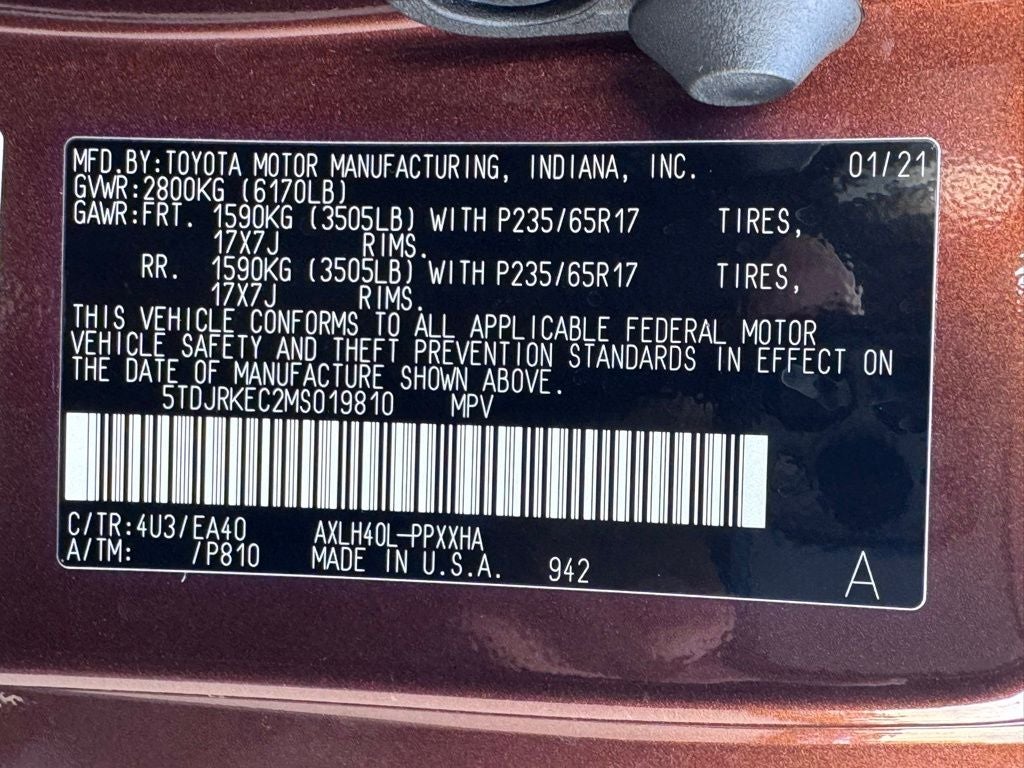 MFD.BY:TOYOTA MOTOR MANUFACTURING, INDIANA, INC. 01/21
GVWR:2800KG (6170LB)
GAWR:FRT. 1590KG (3505LB) WITH P235/65R17 TIRES,
17X7J RIMS.
RR. 1590KG (3505LB) WITH P235/65R17 TIRES,
17X7J RIMS.
THIS VEHICLE CONFORMS TO ALL APPLICABLE FEDERAL MOTOR
VEHICLE SAFETY AND THEFT PREVENTION STANDARDS IN EFFECT ON
THE DATE OF MANUFACTURE SHOWN ABOVE.
5TDJRKEC2MS019810 MPV
C/TR:4U3/EA40 AXLH40L-PPXXHA
A/TM: /P810 MADE IN U.S.A. 942 A